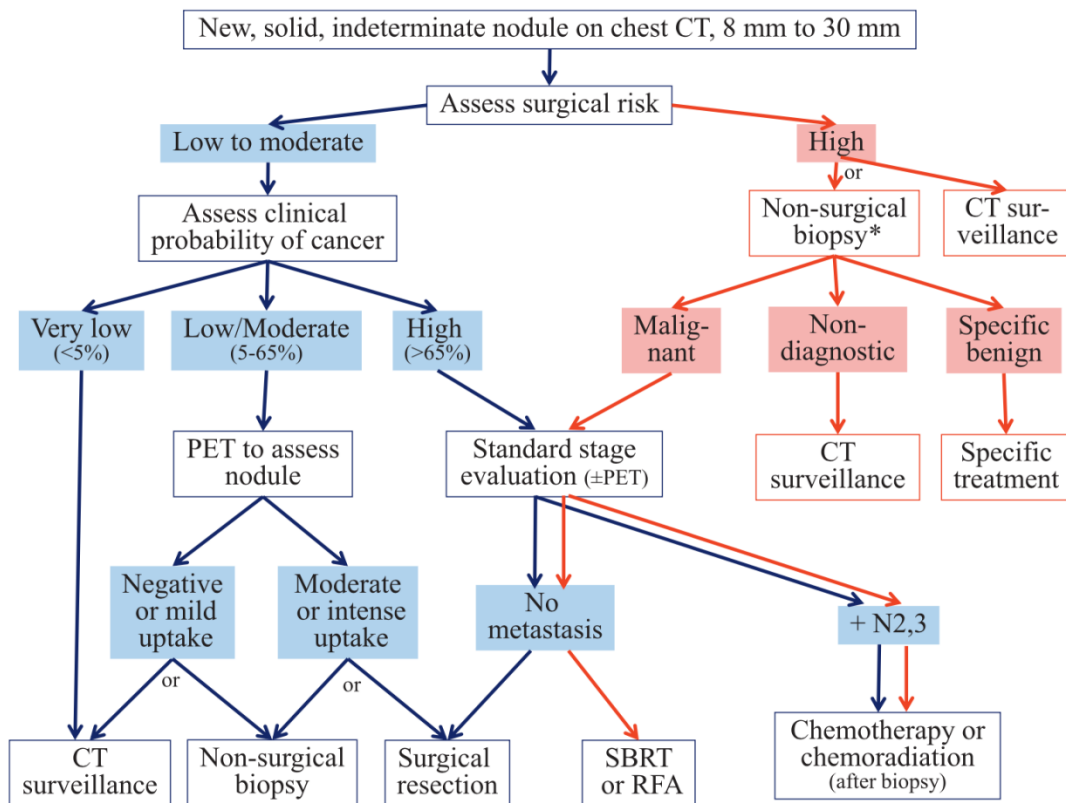 New, solid, indeterminate nodule on chest CT, 8 mm to 30 mm
Assess surgical risk
Low to moderate
High
or
Assess clinical
probability of cancer
Non-surgical
biopsy*
CT sur-
veillance
Very low
(<5%)
Low/Moderate
(5-65%)
High
(>65%)
Malig-
nant
Non-
diagnostic
Specific
benign
PET to assess
nodule
Standard stage
evaluation (±PET)
CT
surveillance
Specific
treatment
Negative
or mild
uptake
Moderate
or intense
uptake
No
metastasis
+ N2,3
or
or
CT
surveillance
Non-surgical
biopsy
Surgical
resection
SBRT
or RFA
Chemotherapy or
chemoradiation
(after biopsy)